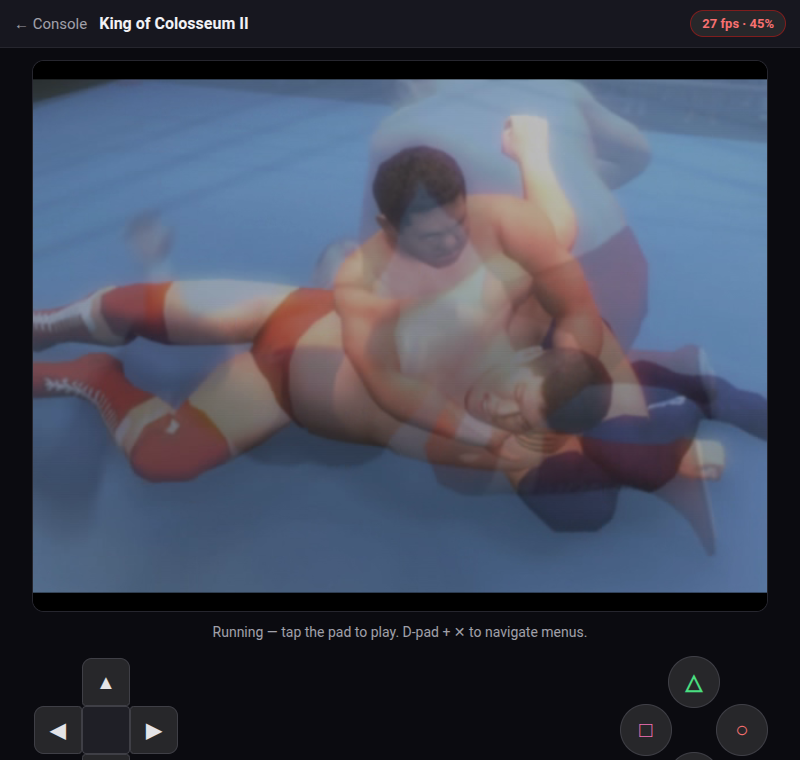 ← Console King of Colosseum II 27 fps · 45%
Running — tap the pad to play. D-pad + ✕ to navigate menus.
▲
◀ ▶
△
□ ○